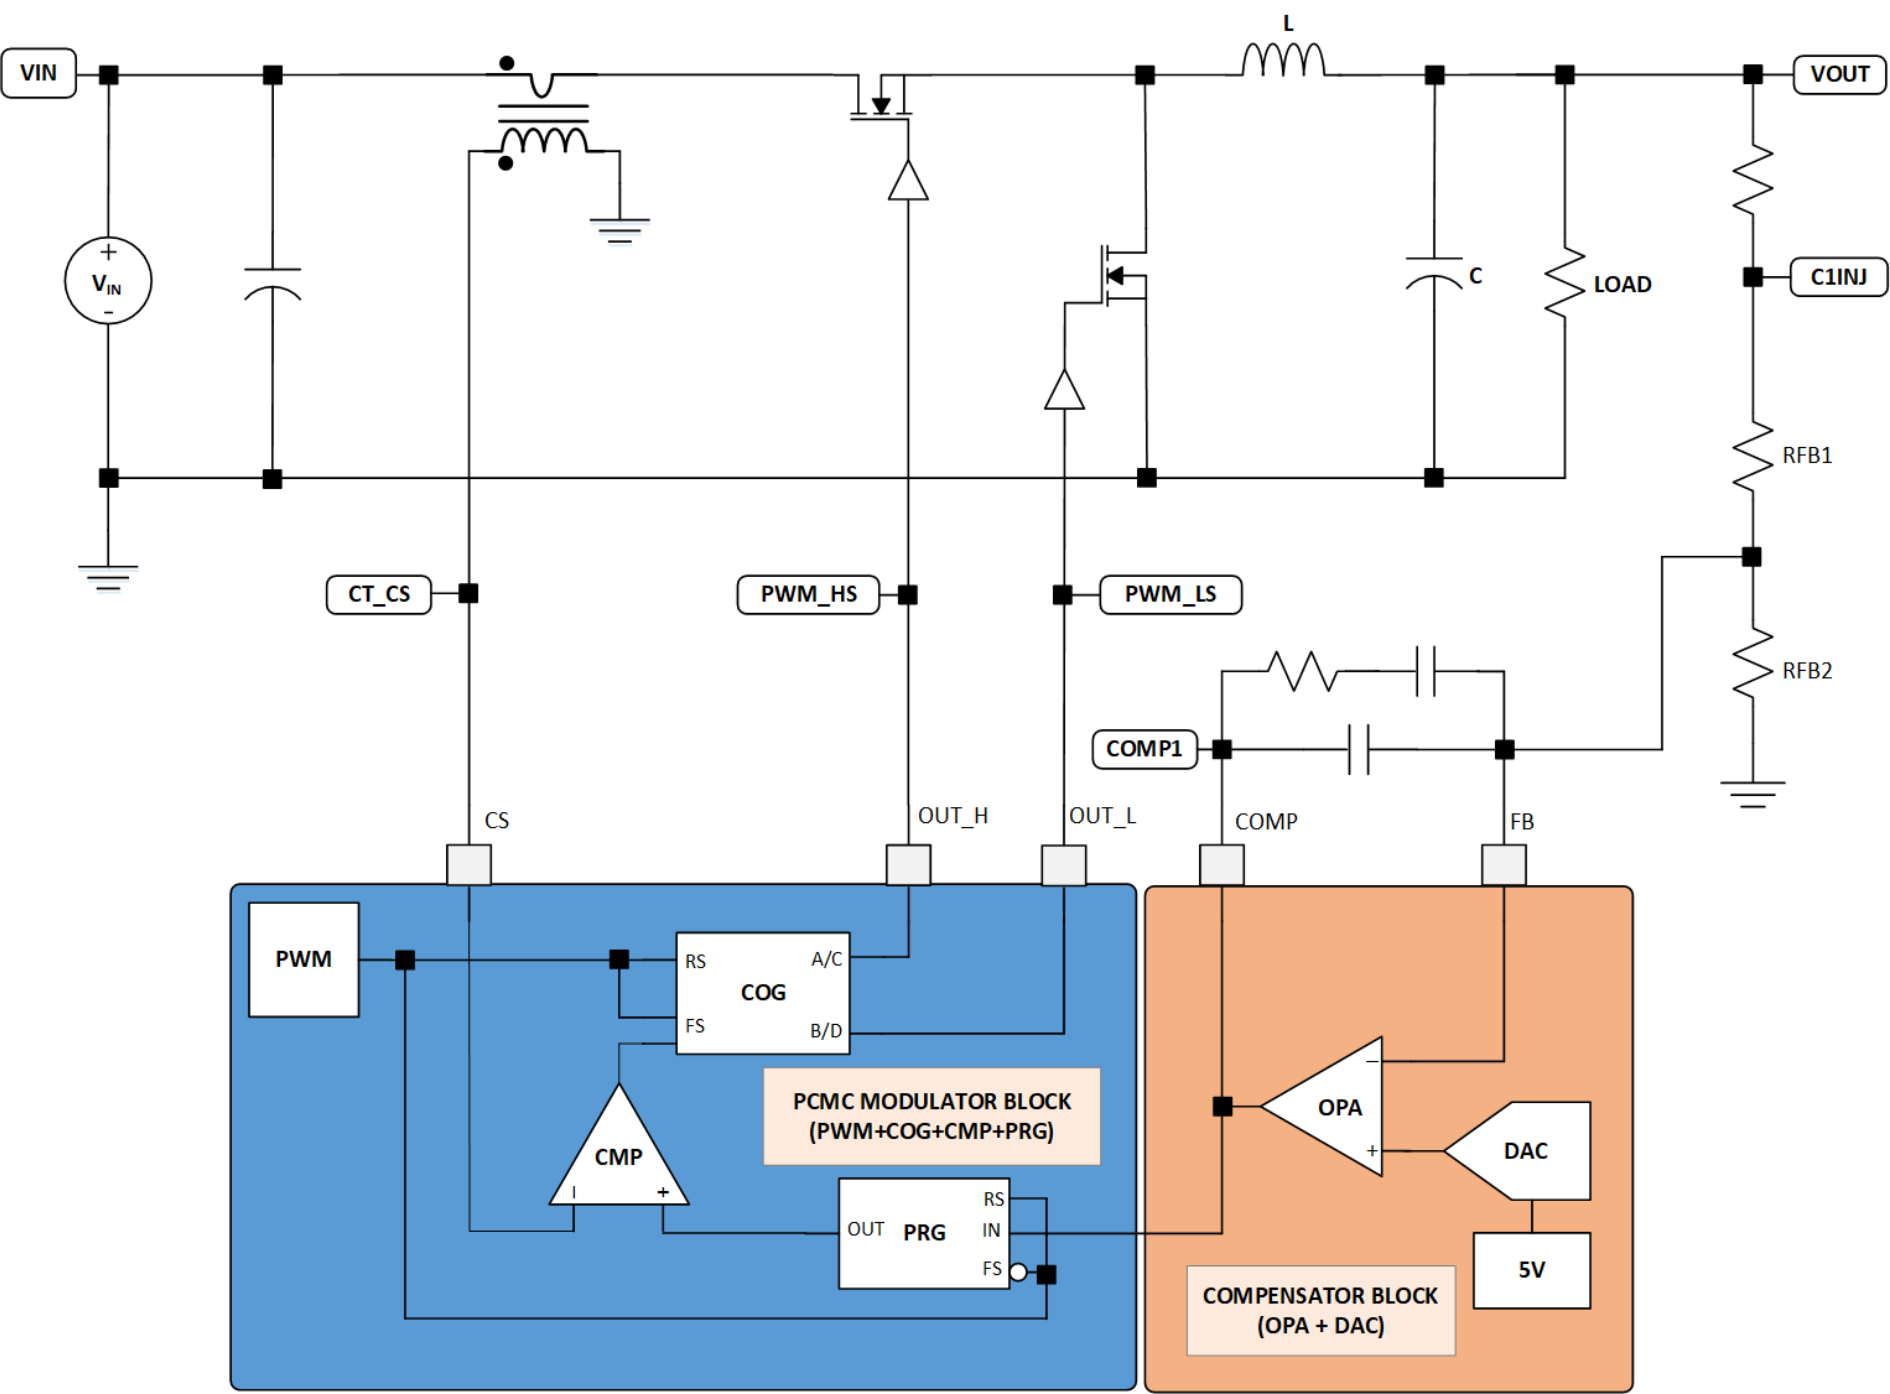 L
VIN
VOUT
+
VIN
-
C
LOAD
C1INJ
RFB1
CT_CS
PWM_HS
PWM_LS
RFB2
COMP1
CS
OUT_H
OUT_L
COMP
FB
PWM
RS
A/C
COG
FS
B/D
PCMC MODULATOR BLOCK
(PWM+COG+CMP+PRG)
CMP
- +
OUT
PRG
RS
IN
FS
-
OPA
+
DAC
5V
COMPENSATOR BLOCK
(OPA + DAC)